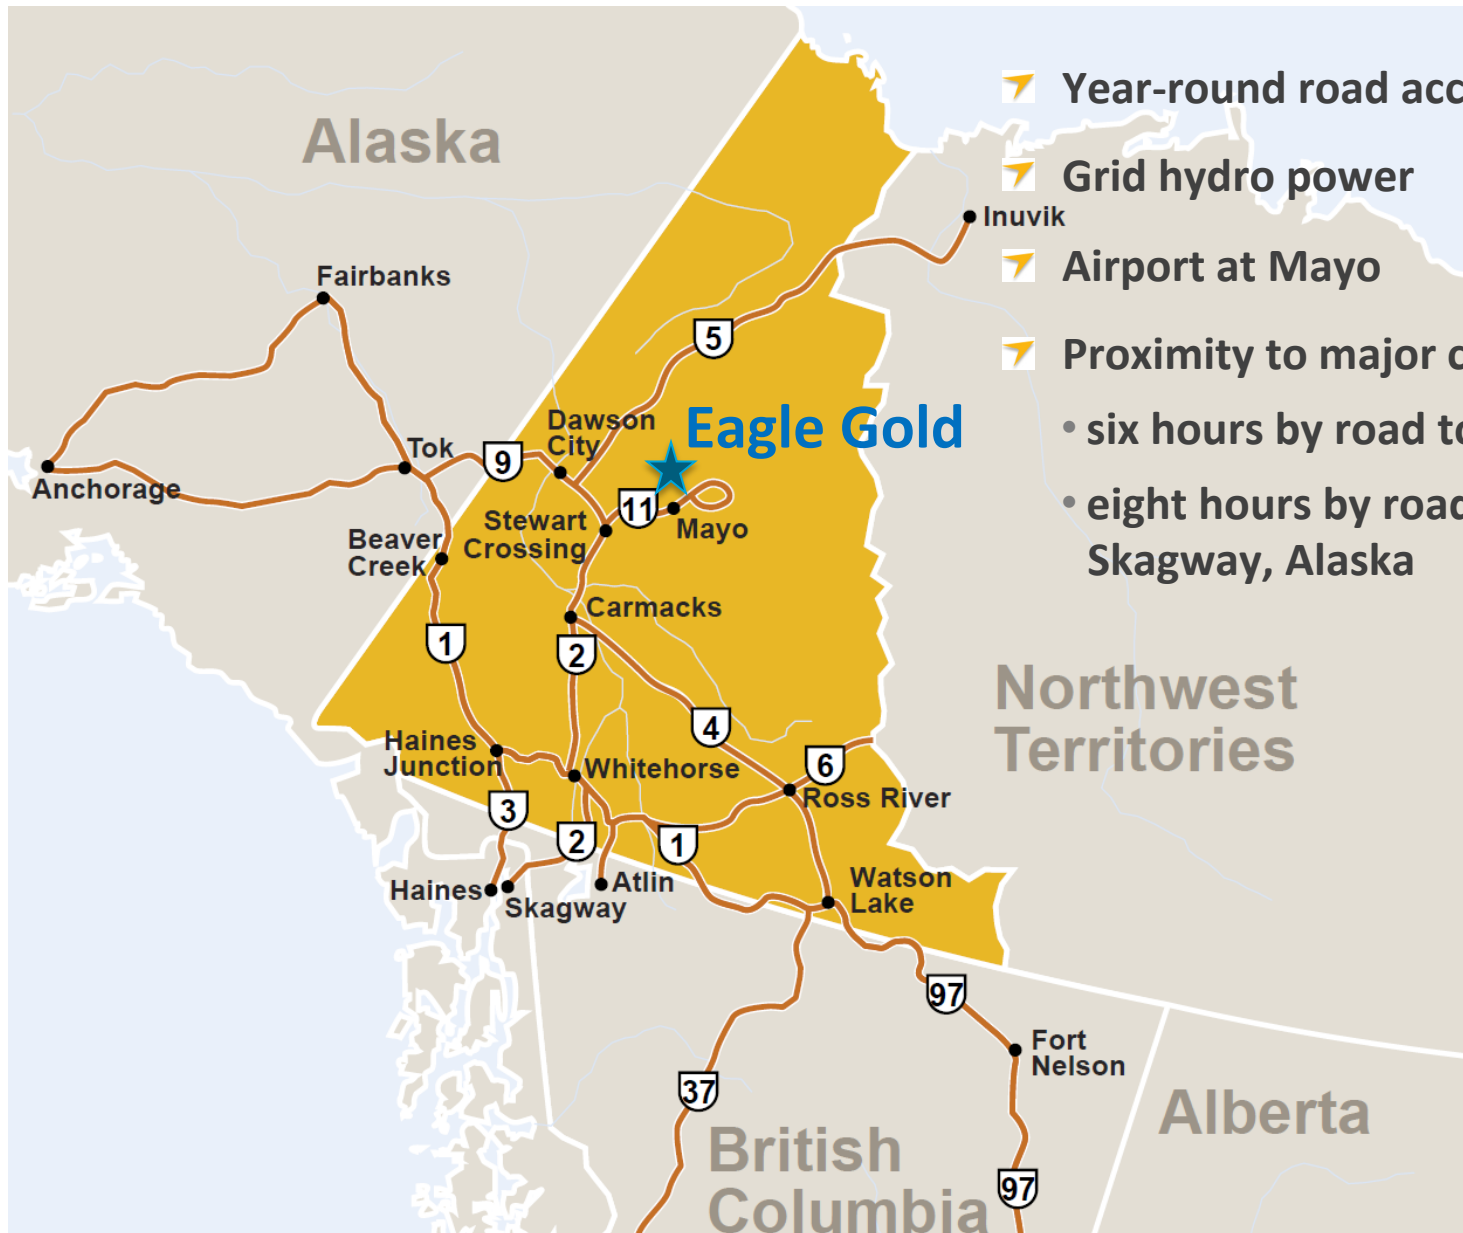 Alaska
Year-round road acc
Grid hydro power
Inuvik
Airport at Mayo
Fairbanks
5
Proximity to major
Dawson
City
Eagle Gold
• six hours by road to
Tok
9
Anchorage
11
Mayo
• eight hours by road
Skagway, Alaska
Stewart
Crossing
Beaver
Creek
Carmacks
1
2
Northwest
Territories
4
Haines
Junction
Whitehorse
6
Ross River
3
2
1
Haines
Skagway
Atlin
Watson
Lake
97
Fort
Nelson
37
Alberta
British
Columbia
97